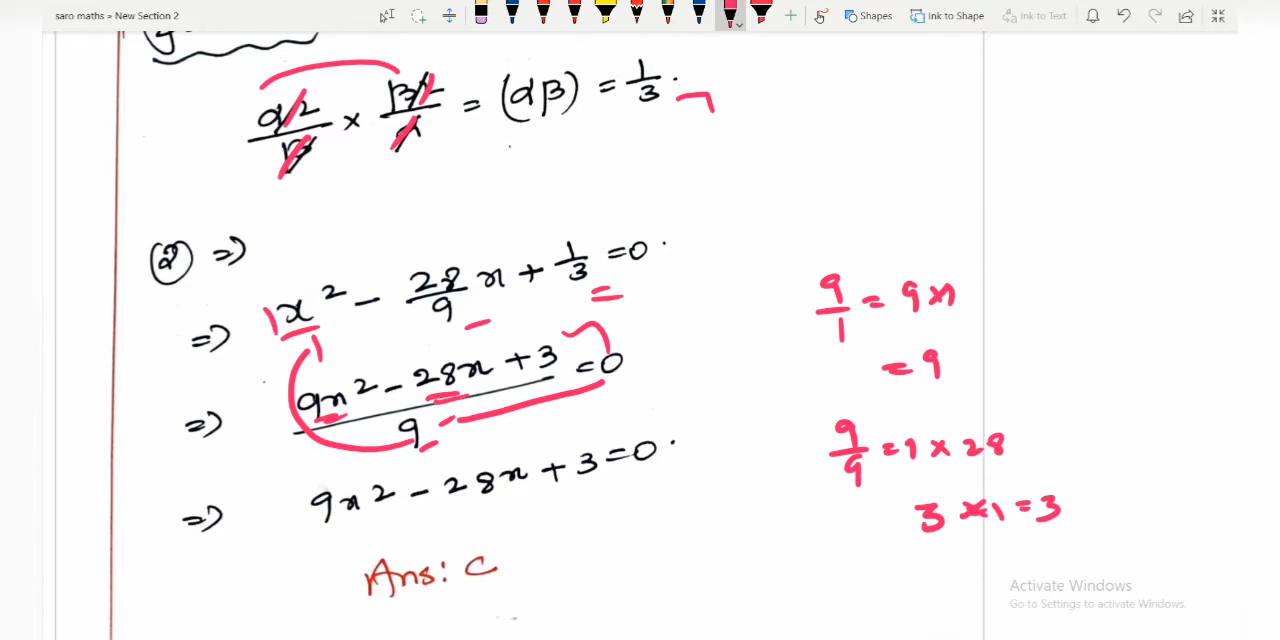 saro maths > New Section 2
Shapes
Ink to Shape
Ink to Text
α2/β × β2/α = (αβ) = 1/3.
② ⇒
⇒ 1x² - 28/9 x + 1/3 = 0.
⇒ 9x² - 28x + 3 / 9 = 0
⇒ 9x² - 28x + 3 = 0.
Ans: C
9/1 = 9 × 1
= 9
9/9 = 1 × 28
3 × 1 = 3
Activate Windows
Go to Settings to activate Windows.